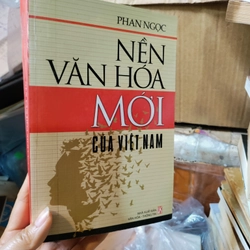 PHAN NGỌC
NỀN
VĂN HÓA
MỚI
CỦA VIỆT NAM